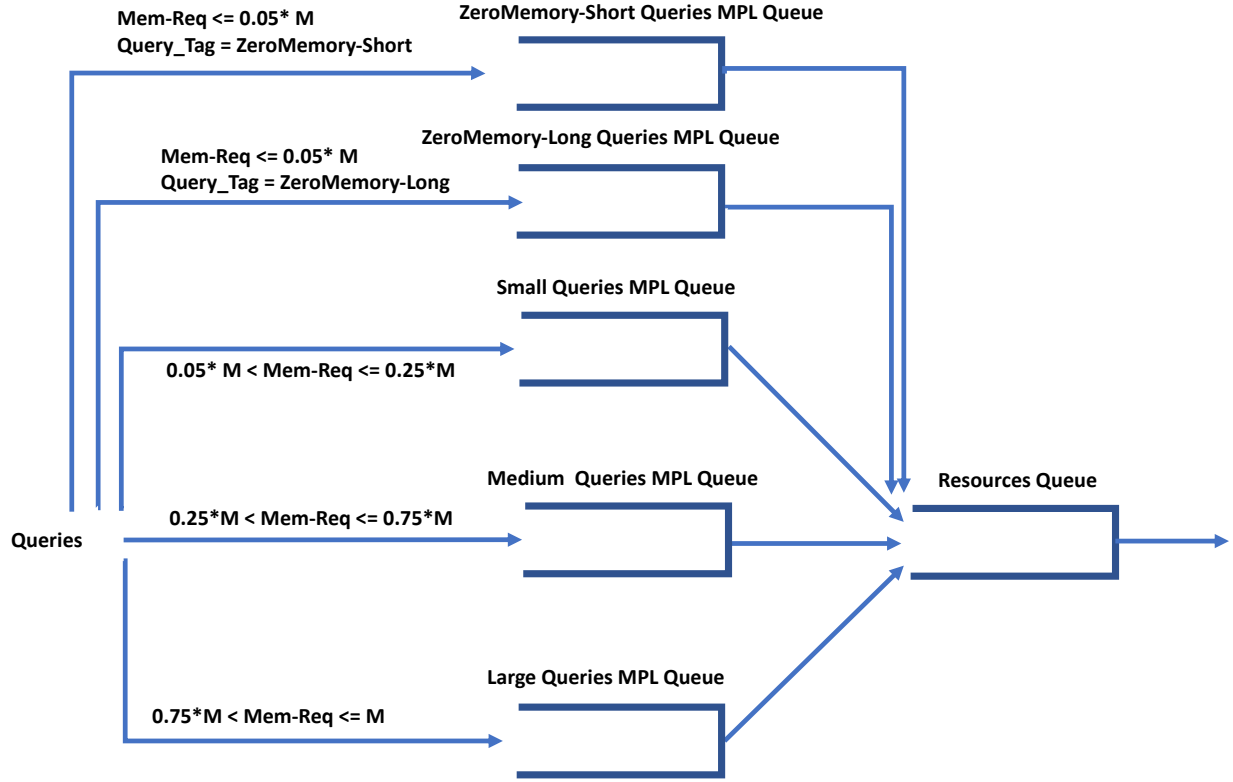 Mem-Req <= 0.05* M
Query_Tag = ZeroMemory-Short
ZeroMemory-Short Queries MPL Queue
ZeroMemory-Long Queries MPL Queue
Mem-Req <= 0.05* M
Query_Tag = ZeroMemory-Long
Small Queries MPL Queue
0.05* M < Mem-Req <= 0.25*M
Medium  Queries MPL Queue
Resources Queue
0.25*M < Mem-Req <= 0.75*M
Queries
Large Queries MPL Queue
0.75*M < Mem-Req <= M